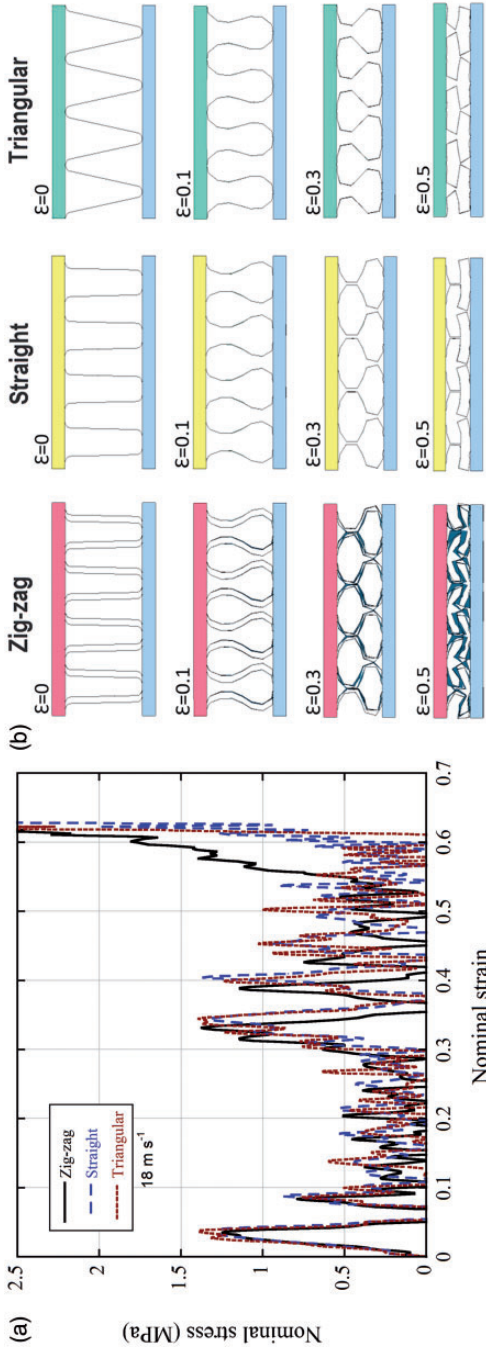 (a)
Nominal stress (MPa)
2.5
2
1.5
1
0.5
0
Zig-zag
Straight
Triangular
18 m s⁻¹
0
0.1
0.2
0.3
0.4
0.5
0.6
0.7
Nominal strain
(b)
Zig-zag
Straight
Triangular
ε=0
ε=0
ε=0
ε=0.1
ε=0.1
ε=0.1
ε=0.3
ε=0.3
ε=0.3
ε=0.5
ε=0.5
ε=0.5